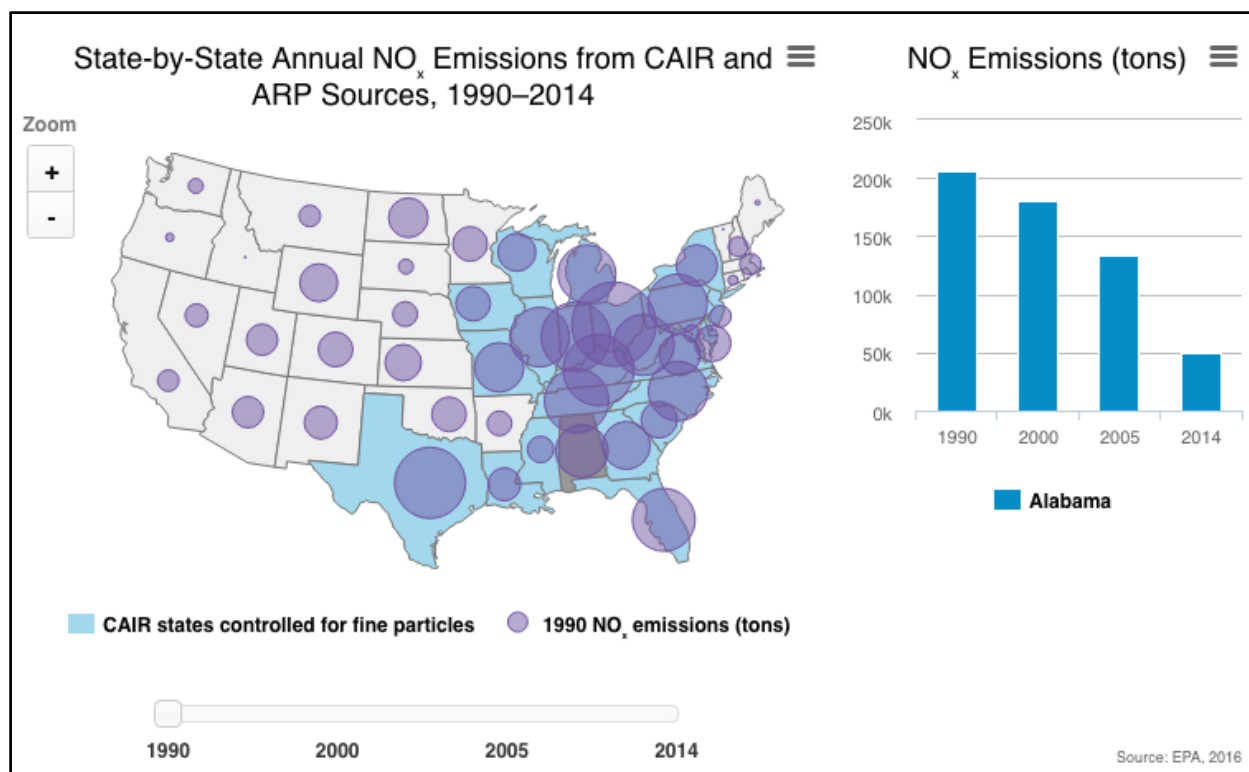 State-by-State Annual NOx Emissions from CAIR and
ARP Sources, 1990–2014
Zoom
+
-
CAIR states controlled for fine particles
1990 NOx emissions (tons)
1990 2000 2005 2014
NOx Emissions (tons)
250k
200k
150k
100k
50k
0k
1990 2000 2005 2014
Alabama
Source: EPA, 2016